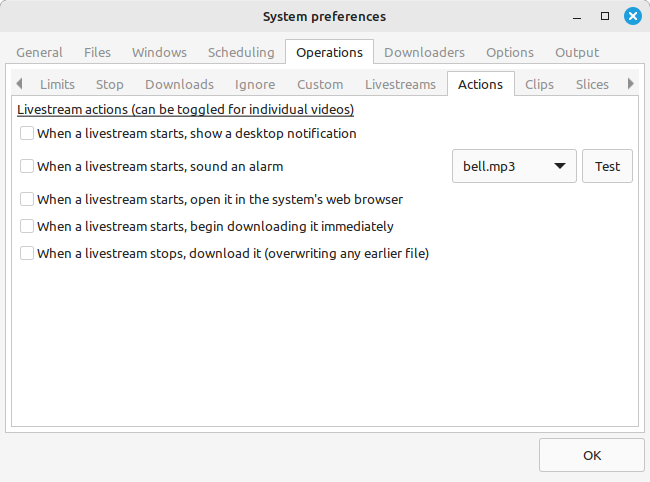 System preferences
General Files Windows Scheduling Operations Downloaders Options Output
Limits Stop Downloads Ignore Custom Livestreams Actions Clips Slices
Livestream actions (can be toggled for individual videos)
When a livestream starts, show a desktop notification
When a livestream starts, sound an alarm bell.mp3 Test
When a livestream starts, open it in the system's web browser
When a livestream starts, begin downloading it immediately
When a livestream stops, download it (overwriting any earlier file)
OK